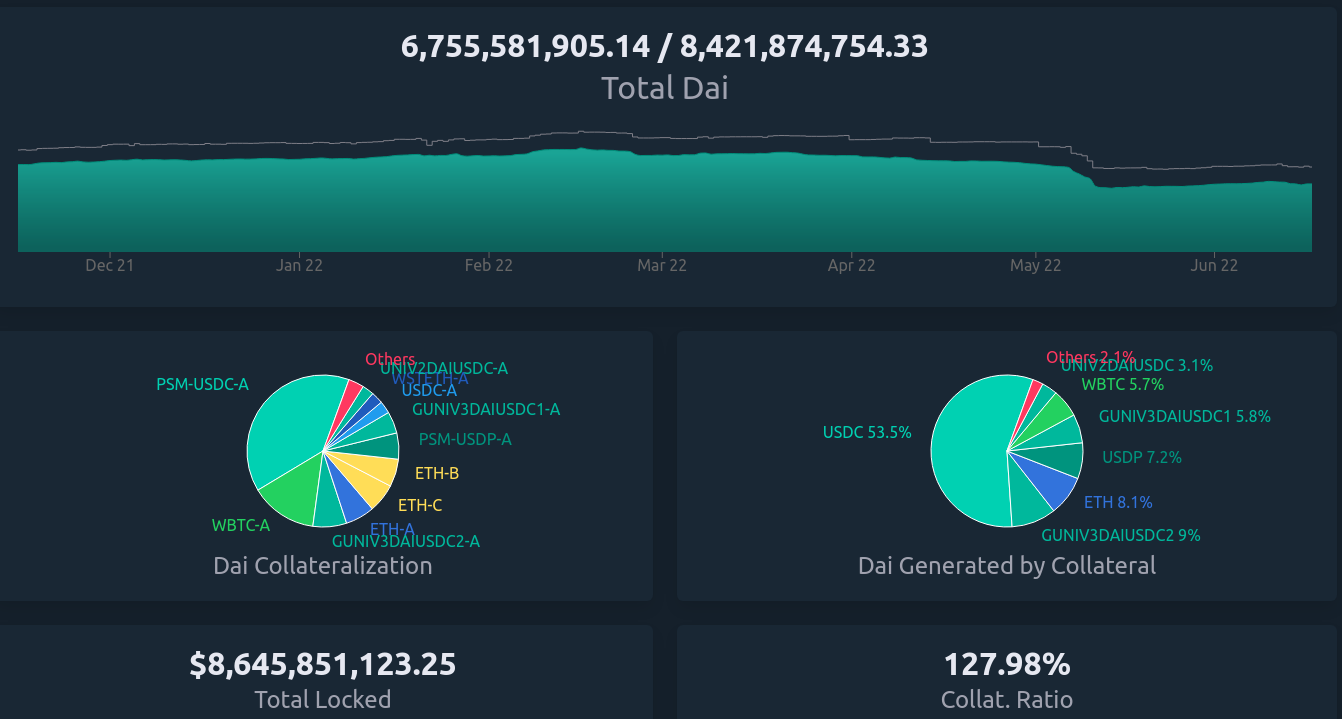 6,755,581,905.14 / 8,421,874,754.33
Total Dai
Dec 21
Jan 22
Feb 22
Mar 22
Apr 22
May 22
Jun 22
Others
UNIV2DAIUSDC-A
WSTETH-A
PSM-USDC-A
USDC-A
GUNIV3DAIUSDC1-A
PSM-USDP-A
ETH-B
ETH-C
WBTC-A
ETH-A
GUNIV3DAIUSDC2-A
Dai Collateralization
Others 2.1%
UNIV2DAIUSDC 3.1%
WBTC 5.7%
GUNIV3DAIUSDC1 5.8%
USDC 53.5%
USDP 7.2%
ETH 8.1%
GUNIV3DAIUSDC2 9%
Dai Generated by Collateral
$8,645,851,123.25
Total Locked
127.98%
Collat. Ratio